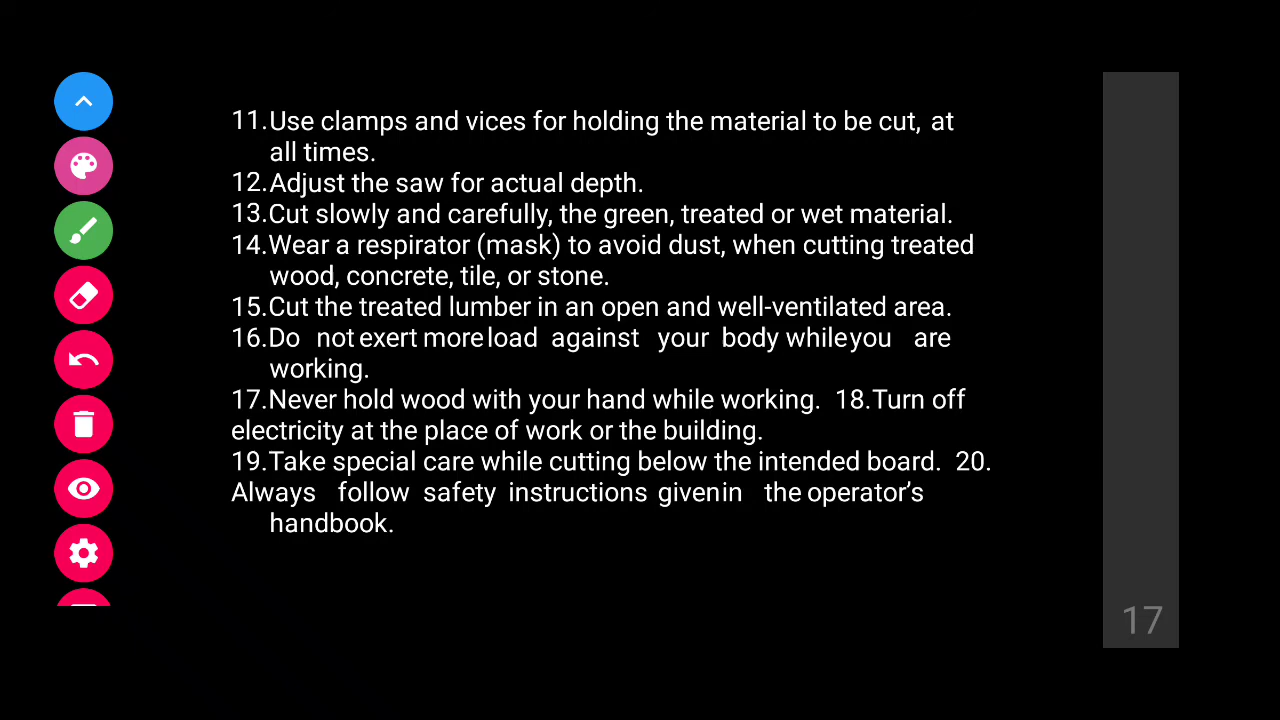 11.Use clamps and vices for holding the material to be cut, at
all times.
12.Adjust the saw for actual depth.
13.Cut slowly and carefully, the green, treated or wet material.
14.Wear a respirator (mask) to avoid dust, when cutting treated
wood, concrete, tile, or stone.
15.Cut the treated lumber in an open and well-ventilated area.
16.Do not exert more load against your body whileyou are
working.
17.Never hold wood with your hand while working. 18.Turn off
electricity at the place of work or the building.
19.Take special care while cutting below the intended board. 20.
Always follow safety instructions givenin the operator’s
handbook.
17